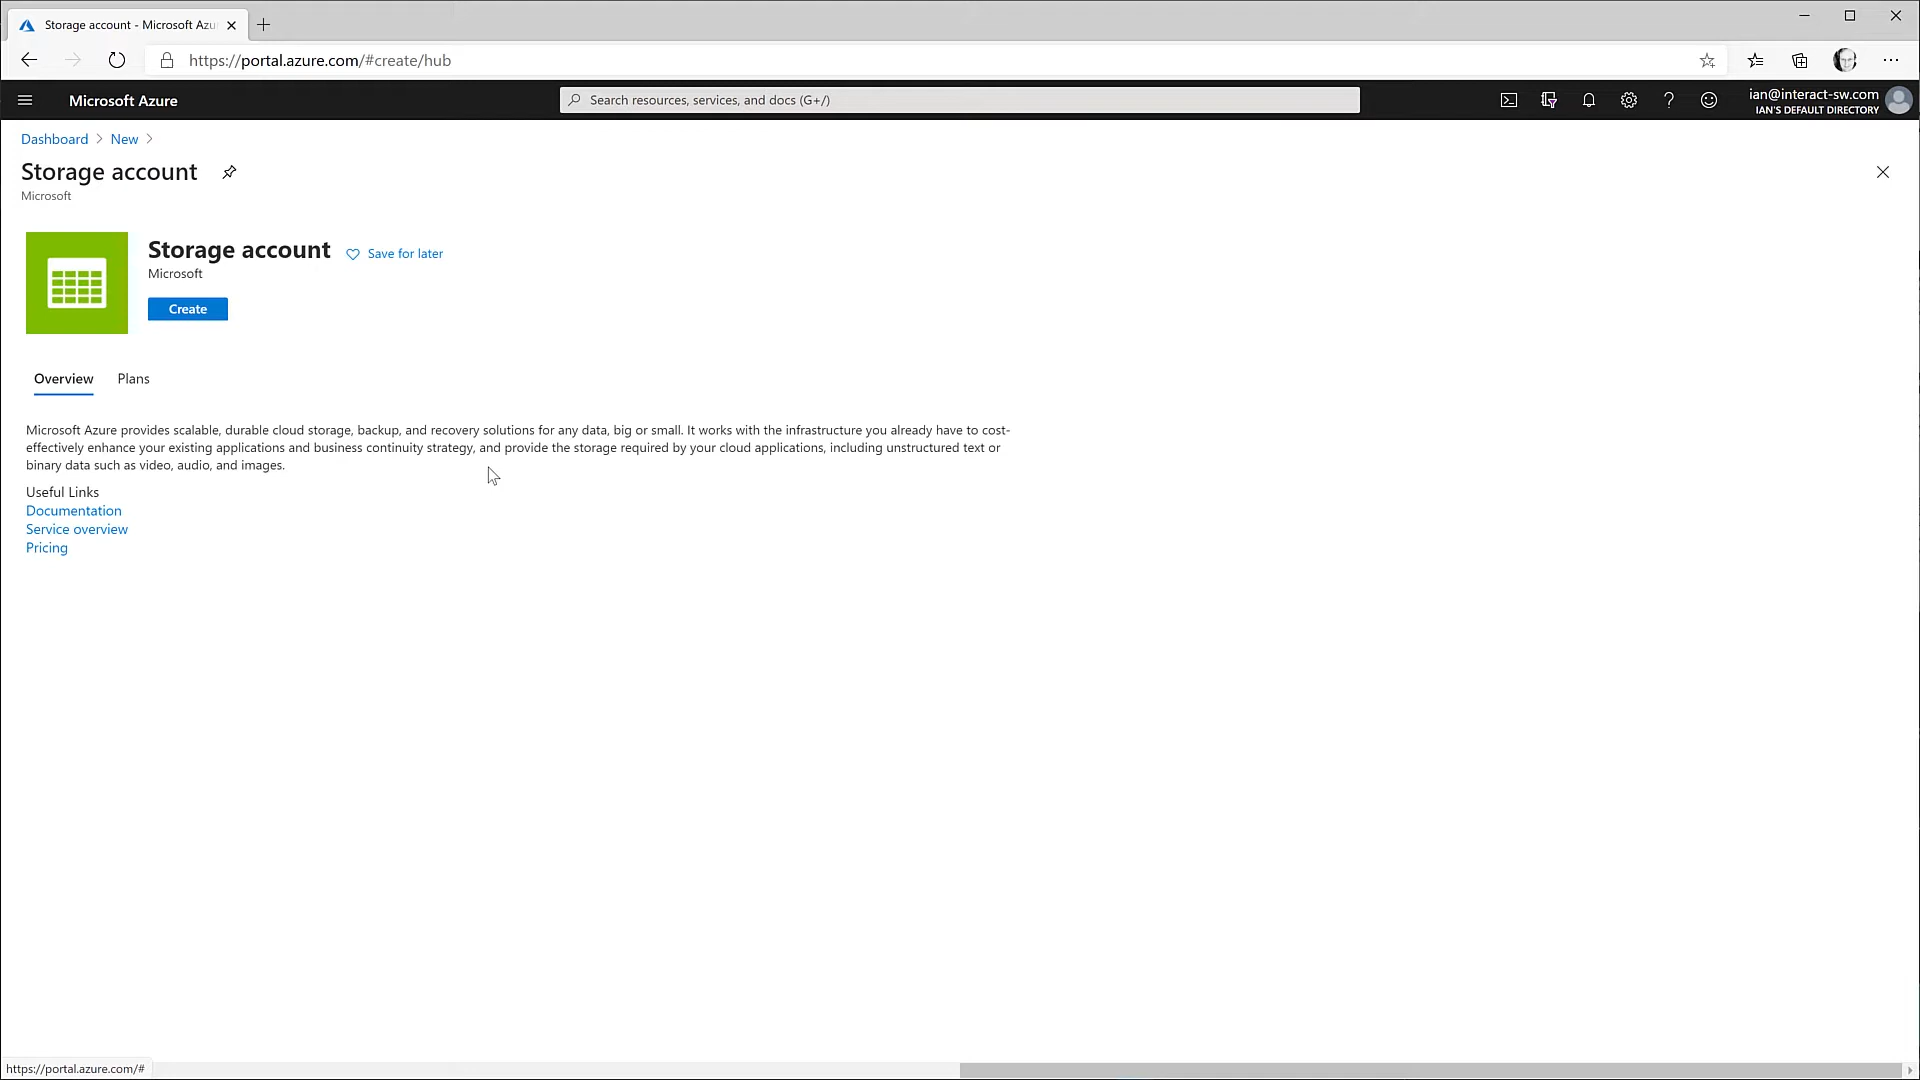 Storage account - Microsoft Azu
https://portal.azure.com/#create/hub
Microsoft Azure
Search resources, services, and docs (G+/)
ian@interact-sw.com
IAN'S DEFAULT DIRECTORY
Dashboard > New >
Storage account
Microsoft
Storage account
Save for later
Microsoft
Create
Overview
Plans
Microsoft Azure provides scalable, durable cloud storage, backup, and recovery solutions for any data, big or small. It works with the infrastructure you already have to cost-
effectively enhance your existing applications and business continuity strategy, and provide the storage required by your cloud applications, including unstructured text or
binary data such as video, audio, and images.
Useful Links
Documentation
Service overview
Pricing
https://portal.azure.com/#